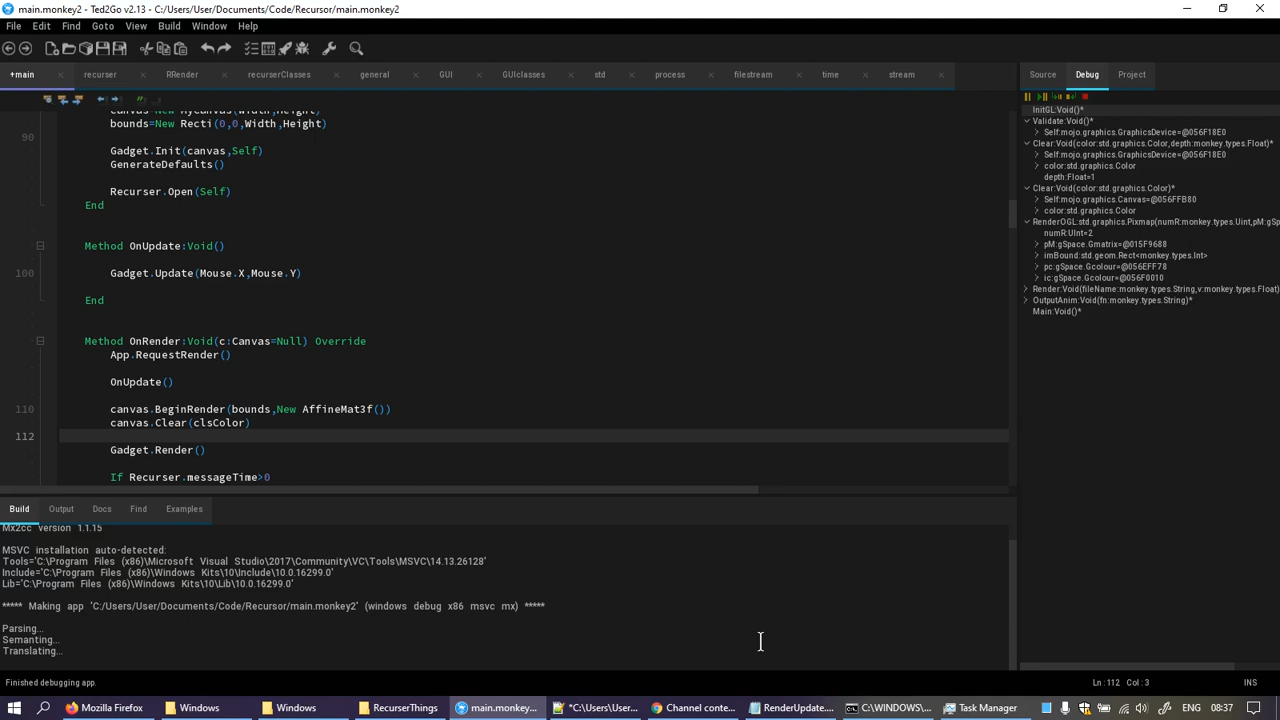 main.monkey2 - Ted2Go v2.13 - C:/Users/User/Documents/Code/Recursor/main.monkey2
File Edit Find Goto View Build Window Help
+main recurser RRender recurserClasses general GUI GUIclasses std process filestream time stream
Source Debug Project
90 bounds=New Recti(0,0,Width,Height)
Gadget.Init(canvas,Self)
GenerateDefaults()
Recurser.Open(Self)
End
Method OnUpdate:Void()
100 Gadget.Update(Mouse.X,Mouse.Y)
End
Method OnRender:Void(c:Canvas=Null) Override
App.RequestRender()
OnUpdate()
110 canvas.BeginRender(bounds,New AffineMat3f())
canvas.Clear(clsColor)
112
Gadget.Render()
If Recurser.messageTime>0
InitGL:Void()*
Validate:Void()*
Self:mojo.graphics.GraphicsDevice=@056F18E0
Clear:Void(color:std.graphics.Color,depth:monkey.types.Float)*
Self:mojo.graphics.GraphicsDevice=@056F18E0
color:std.graphics.Color
depth:Float=1
Clear:Void(color:std.graphics.Color)*
Self:mojo.graphics.Canvas=@056FFB80
color:std.graphics.Color
RenderOGL:std.graphics.Pixmap(numR:monkey.types.Uint,pM:gSp
numR:UInt=2
pM:gSpace.Gmatrix=@015F9688
imBound:std.geom.Rect<monkey.types.Int>
pc:gSpace.Gcolour=@056EFF78
ic:gSpace.Gcolour=@056F0010
Render:Void(fileName:monkey.types.String,v:monkey.types.Float)
OutputAnim:Void(fn:monkey.types.String)*
Main:Void()*
Build Output Docs Find Examples
Mx2cc version 1.1.15
MSVC installation auto-detected:
Tools='C:\Program Files (x86)\Microsoft Visual Studio\2017\Community\VC\Tools\MSVC\14.13.26128'
Include='C:\Program Files (x86)\Windows Kits\10\Include\10.0.16299.0'
Lib='C:\Program Files (x86)\Windows Kits\10\Lib\10.0.16299.0'
***** Making app 'C:/Users/User/Documents/Code/Recursor/main.monkey2' (windows debug x86 msvc mx) *****
Parsing...
Semanting...
Translating...
Finished debugging app.
Ln:112 Col:3 INS
Mozilla Firefox Windows Windows RecurserThings main.monkey... *C:\Users\User... Channel conte... RenderUpdate.... C:\WINDOWS\... Task Manager 08:37